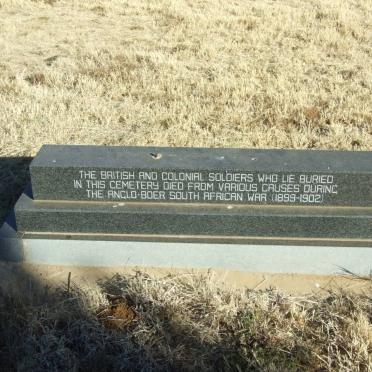 THE BRITISH AND COLONIAL SOLDIERS WHO LIE BURIED
IN THIS CEMETERY DIED FROM VARIOUS CAUSES DURING
THE ANGLO-BOER SOUTH AFRICAN WAR (1899-1902)